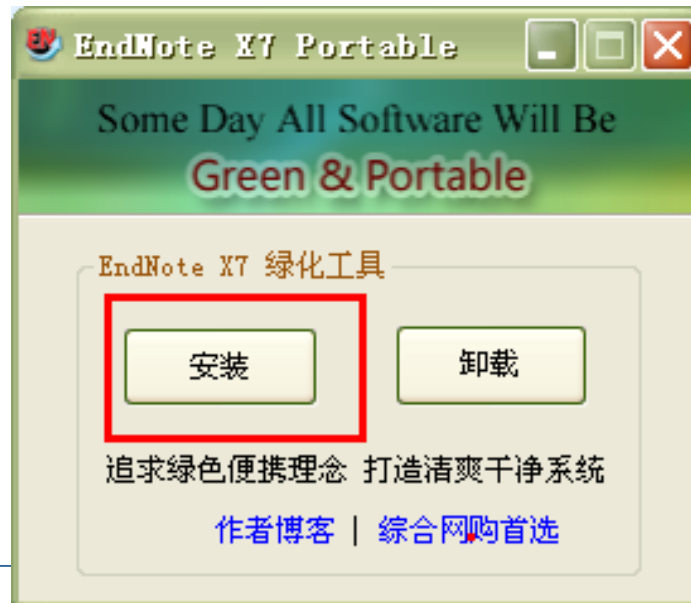 EndNote X7 Portable
Some Day All Software Will Be
Green & Portable
EndNote X7 绿化工具
安装 卸载
追求绿色便携理念 打造清爽干净系统
作者博客 | 综合网购首选